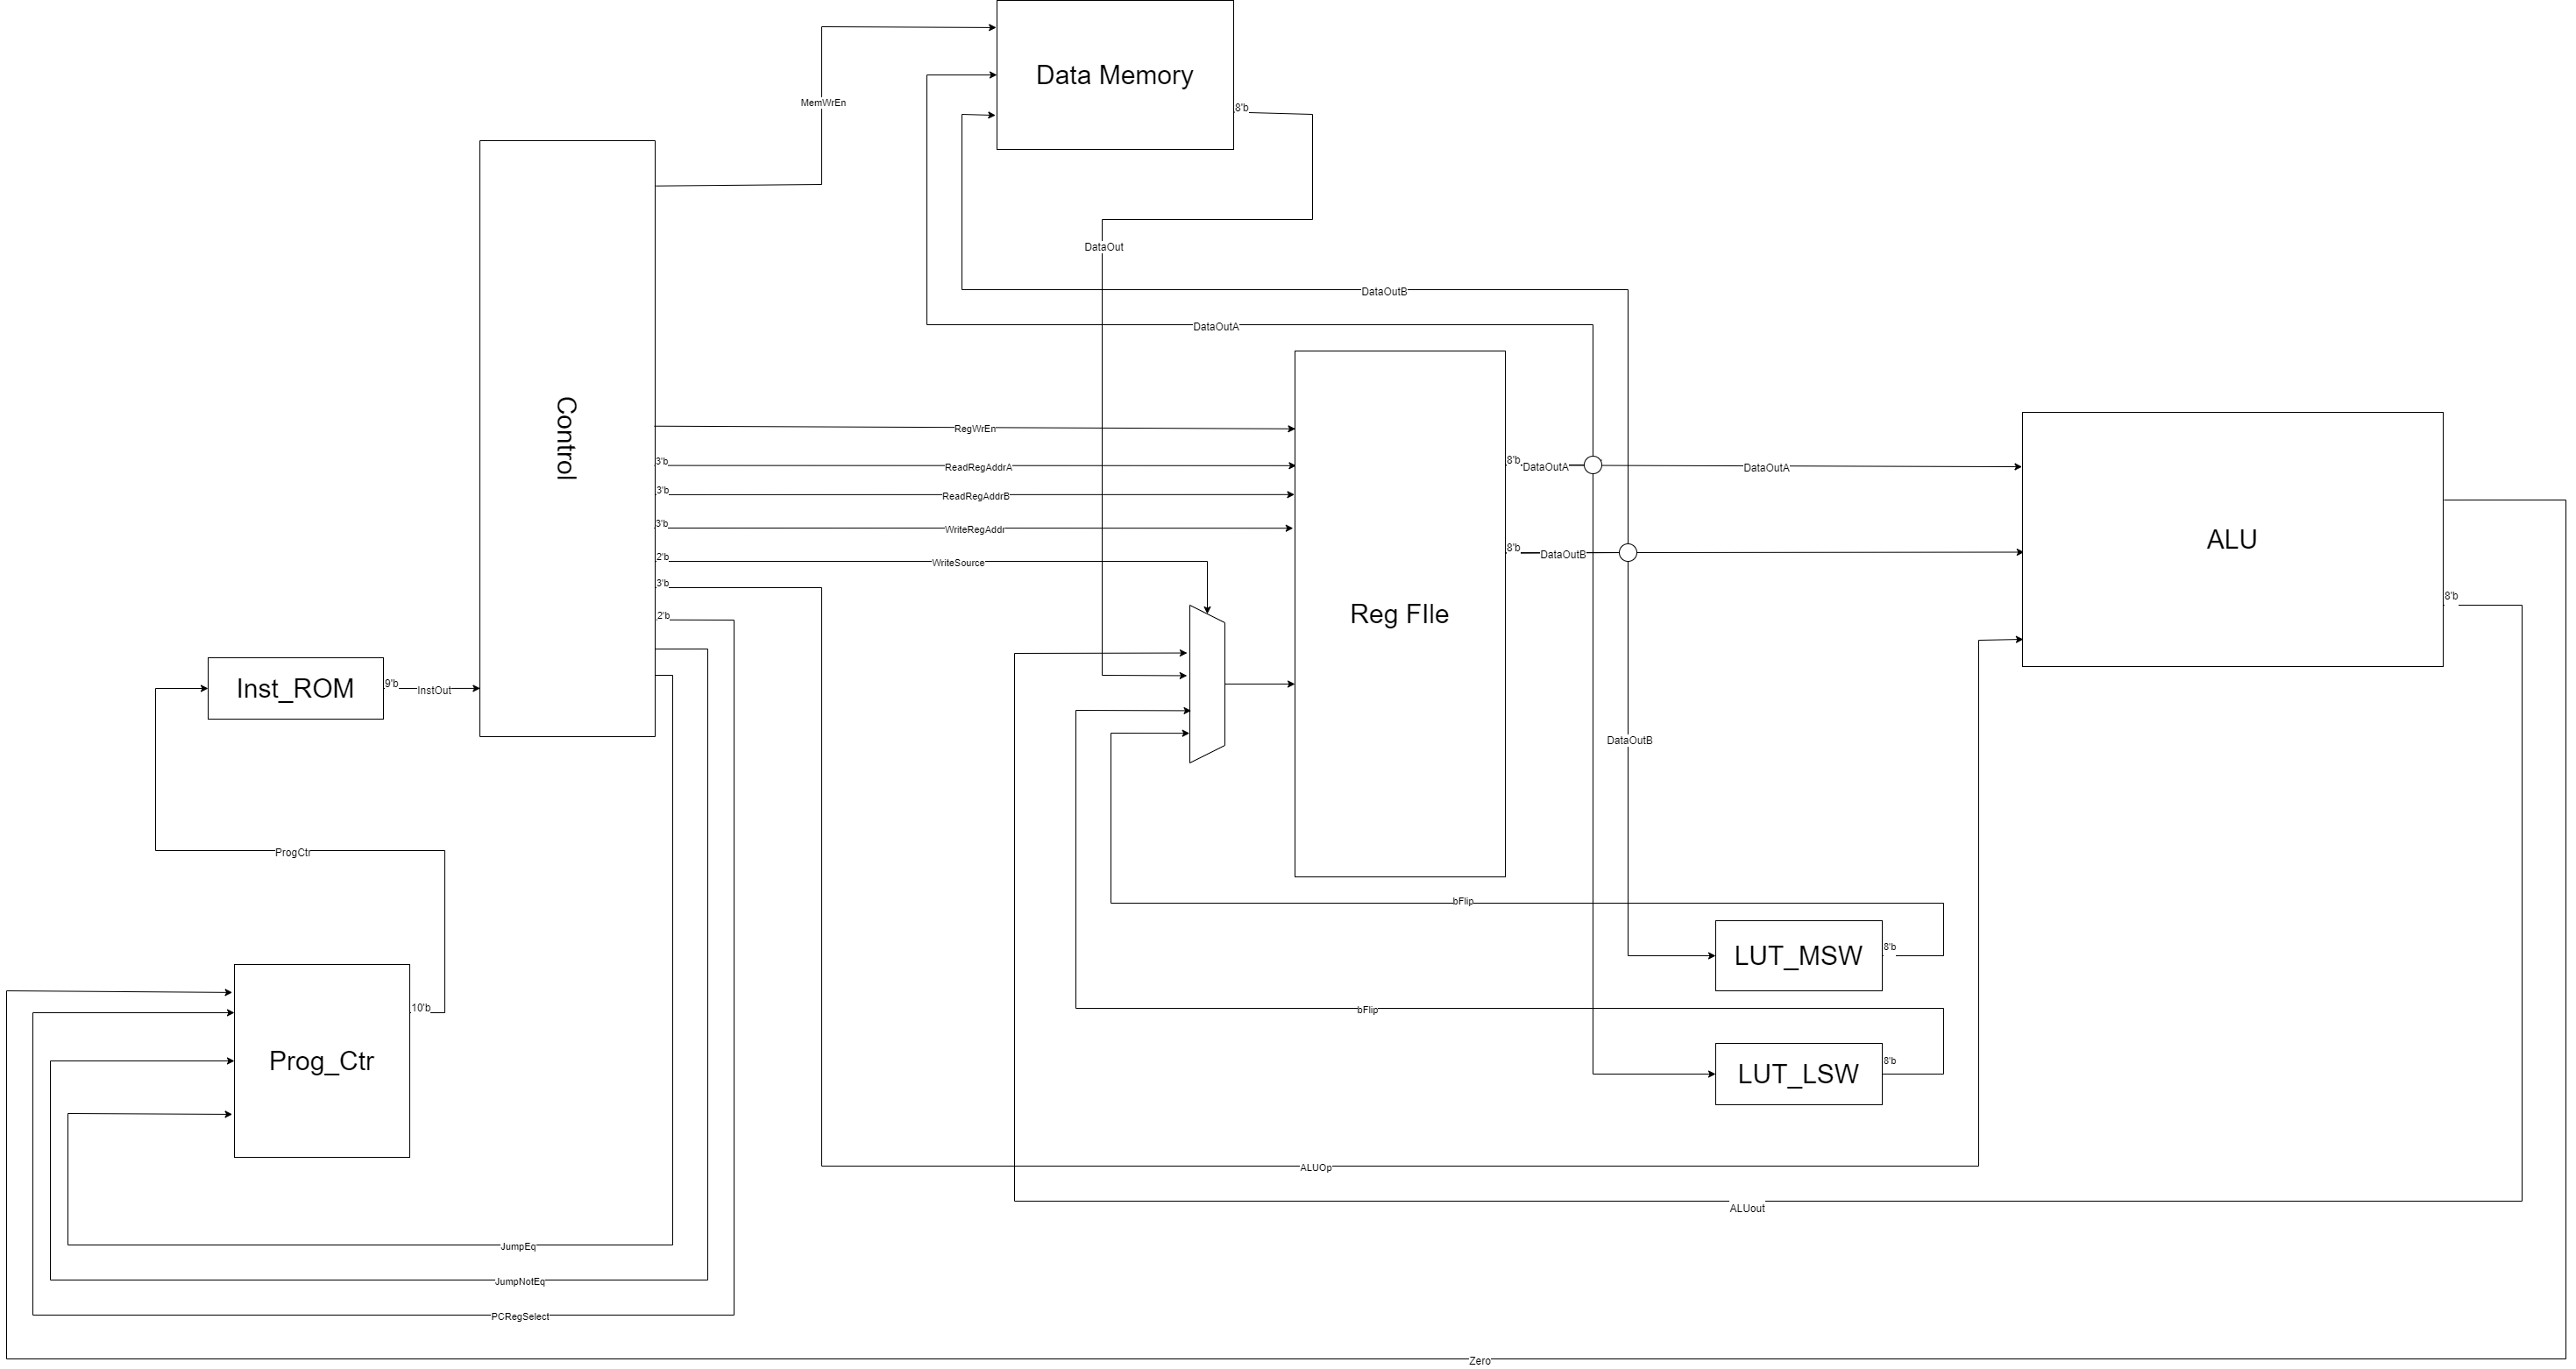 Data Memory
MemWrEn
8'b
DataOut
DataOutB
DataOutA
Control
RegWrEn
3'b
ReadRegAddrA
8'b
DataOutA
DataOutA
3'b
ReadRegAddrB
3'b
WriteRegAddr
ALU
2'b
WriteSource
8'b
DataOutB
3'b
8'b
2'b
Reg FIle
Inst_ROM
9'b
InstOut
DataOutB
ProgCtr
bFlip
LUT_MSW
8'b
10'b
bFlip
Prog_Ctr
LUT_LSW
8'b
ALUOp
ALUout
JumpEq
JumpNotEq
PCRegSelect
Zero